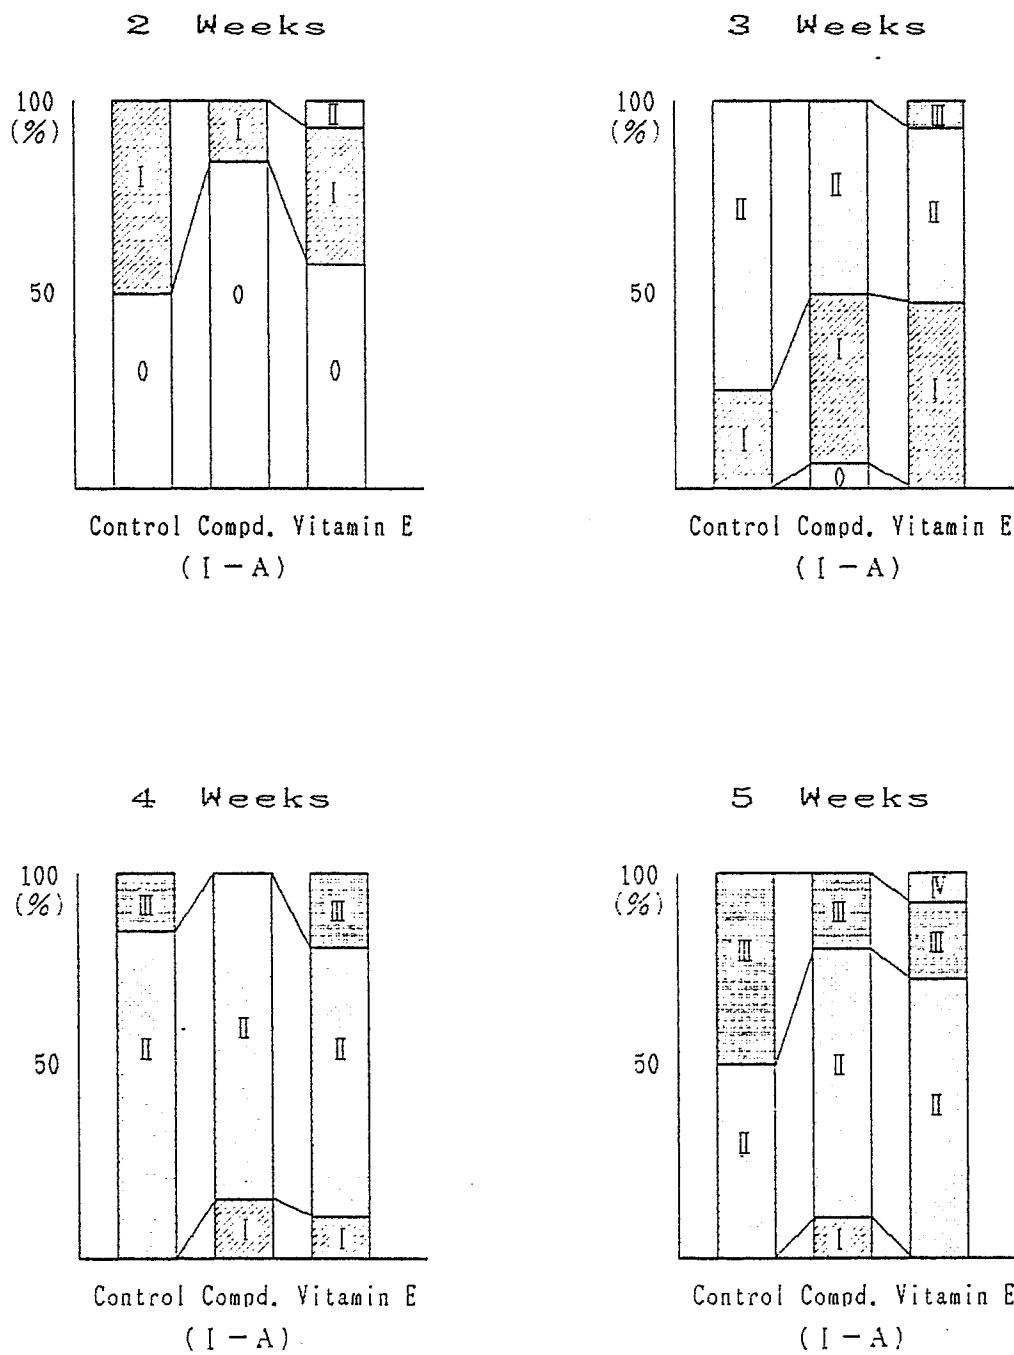 2 Weeks
100
(%)
50
I
0
I
0
II
I
0
Control Compd. Vitamin E
(I-A)
3 Weeks
100
(%)
50
II
I
II
I
0
III
II
I
Control Compd. Vitamin E
(I-A)
4 Weeks
100
(%)
50
III
II
II
I
III
II
I
Control Compd. Vitamin E
(I-A)
5 Weeks
100
(%)
50
III
II
III
II
I
IV
III
II
Control Compd. Vitamin E
(I-A)